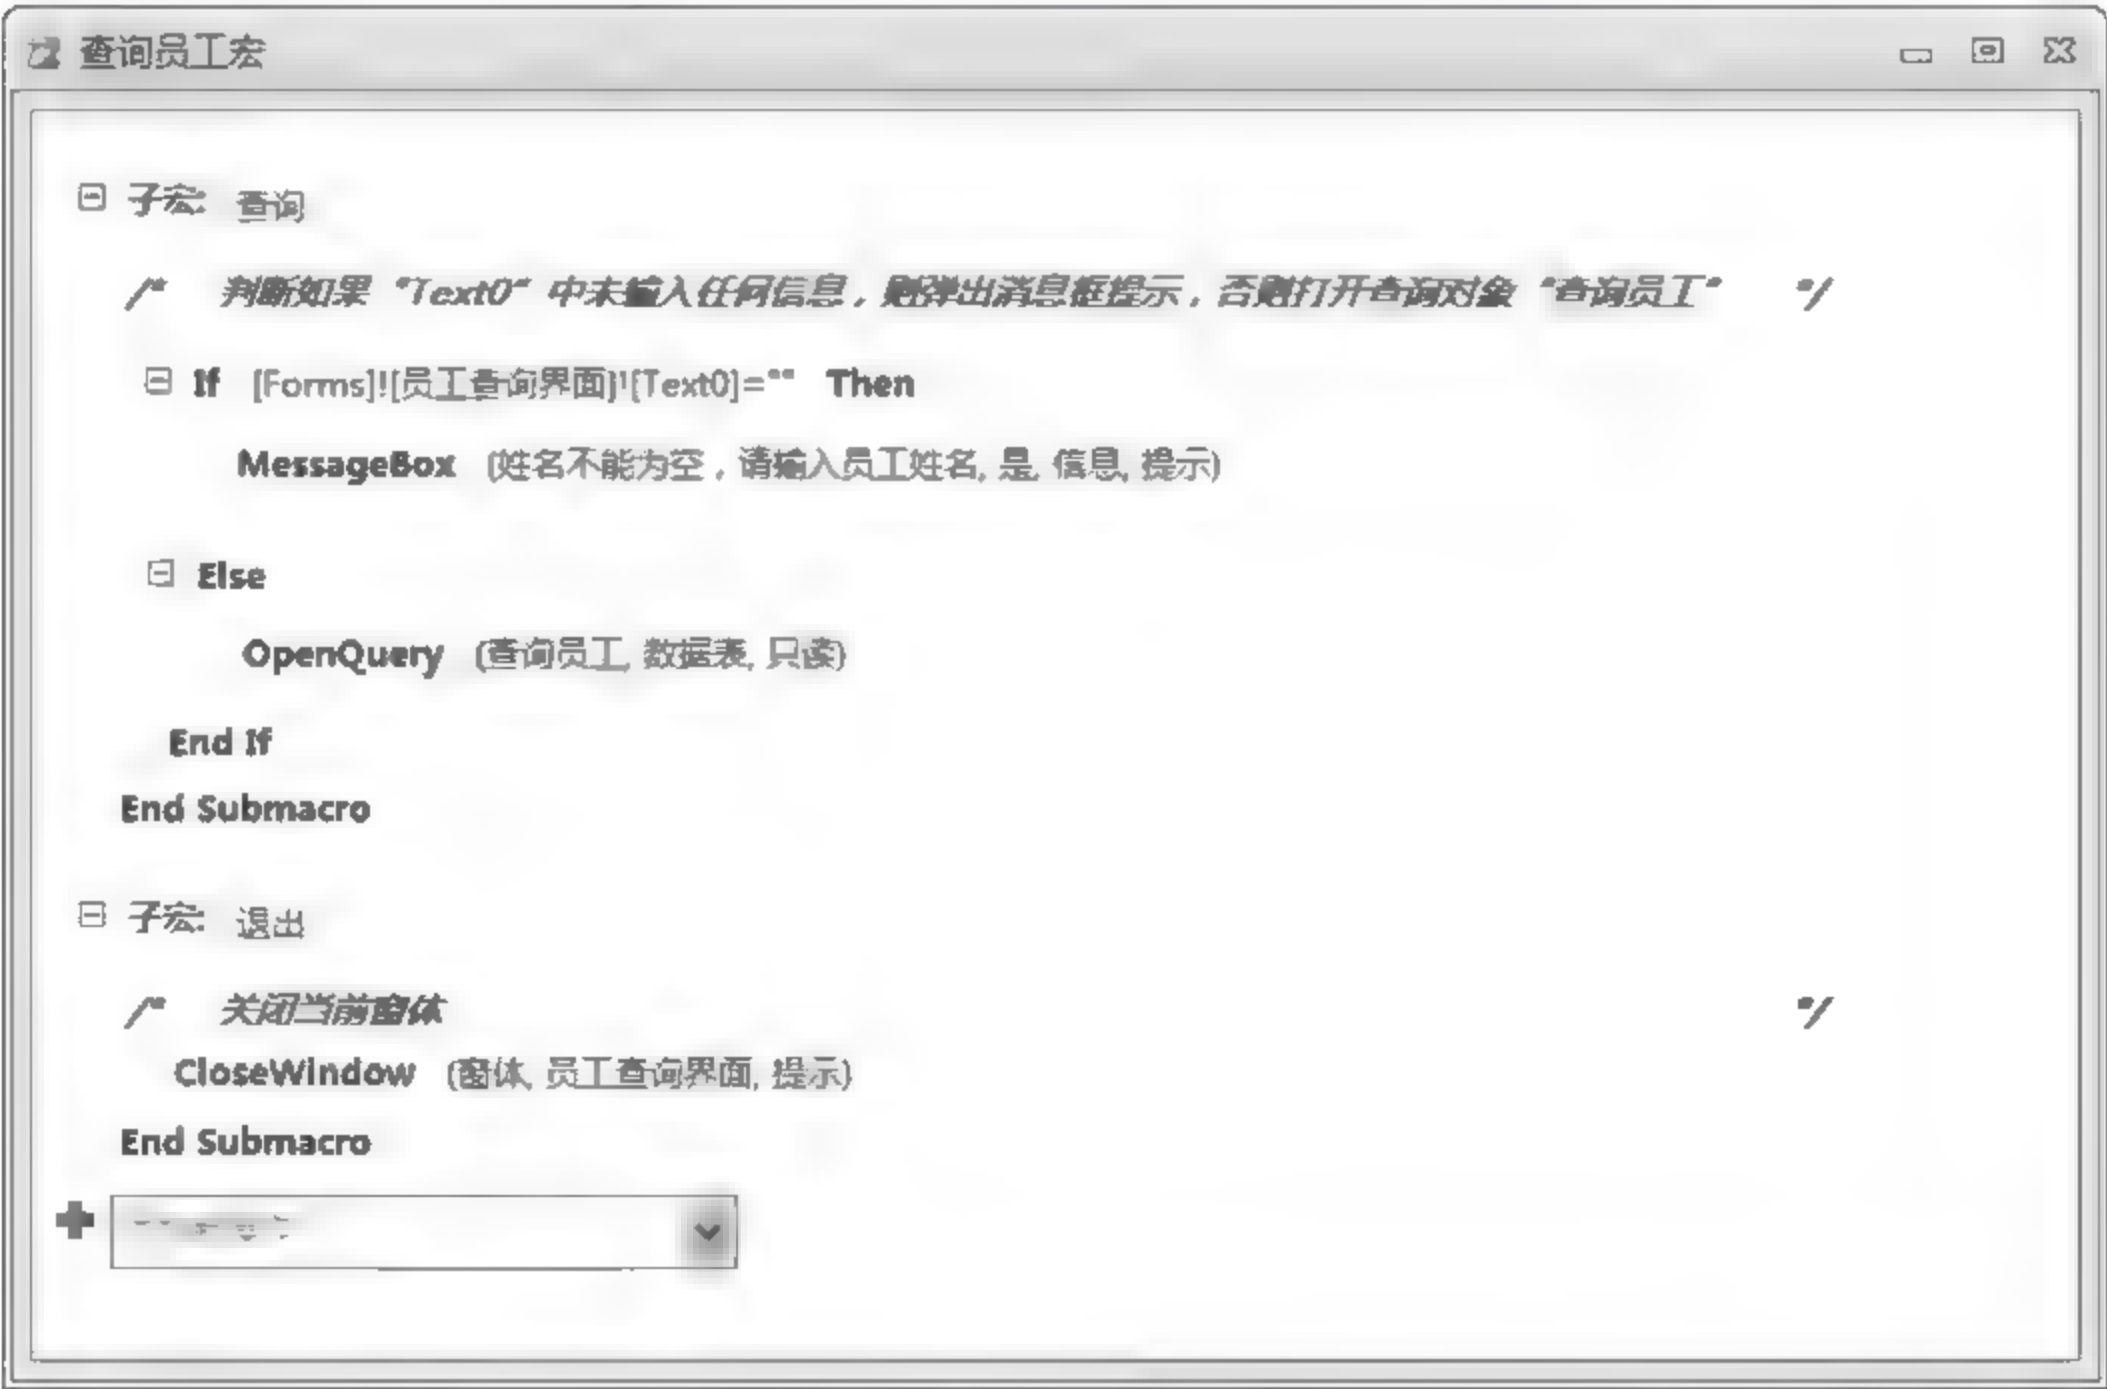 查询员工宏
子宏: 查询
/* 判断如果 "Text0" 中未输入任何信息，则弹出消息框提示，否则打开查询对象 "查询员工" */
If [Forms]![员工查询界面]![Text0]="" Then
MessageBox (姓名不能为空，请输入员工姓名, 是, 信息, 提示)
Else
OpenQuery (查询员工, 数据表, 只读)
End If
End Submacro
子宏: 退出
/* 关闭当前窗体 */
CloseWindow (窗体, 员工查询界面, 提示)
End Submacro